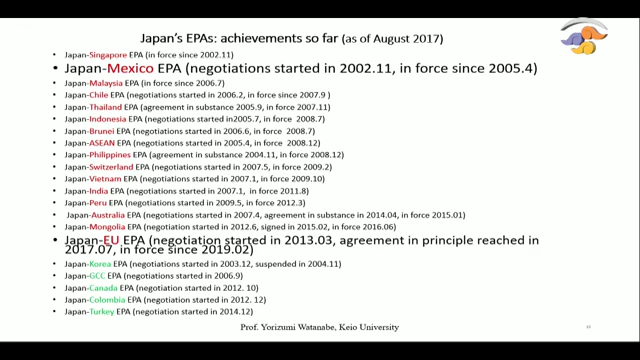 Japan's EPAs: achievements so far (as of August 2017)
• Japan-Singapore EPA (in force since 2002.11)
• Japan-Mexico EPA (negotiations started in 2002.11, in force since 2005.4)
• Japan-Malaysia EPA (in force since 2006.7)
• Japan-Chile EPA (negotiations started in 2006.2, in force since 2007.9 )
• Japan-Thailand EPA (agreement in substance 2005.9, in force 2007.11)
• Japan-Indonesia EPA (negotiations started in2005.7, in force 2008.7)
• Japan-Brunei EPA (negotiations started in 2006.6, in force 2008.7)
• Japan-ASEAN EPA (negotiations started in 2005.4, in force 2008.12)
• Japan-Philippines EPA (agreement in substance 2004.11, in force 2008.12)
• Japan-Switzerland EPA (negotiations started in 2007.5, in force 2009.2)
• Japan-Vietnam EPA (negotiations started in 2007.1, in force 2009.10)
• Japan-India EPA (negotiations started in 2007.1, in force 2011.8)
• Japan-Peru EPA (negotiations started in 2009.5, in force 2012.3)
• Japan-Australia EPA (negotiations started in 2007.4, agreement in substance in 2014.04, in force 2015.01)
• Japan-Mongolia EPA (negotiations started in 2012.6, signed in 2015.02, in force 2016.06)
• Japan-EU EPA (negotiation started in 2013.03, agreement in principle reached in
2017.07, in force since 2019.02)
• Japan-Korea EPA (negotiations started in 2003.12, suspended in 2004.11)
• Japan-GCC EPA (negotiations started in 2006.9)
• Japan-Canada EPA (negotiation started in 2012. 10)
• Japan-Colombia EPA (negotiation started in 2012. 12)
• Japan-Turkey EPA (negotiation started in 2014.12)
Prof. Yorizumi Watanabe, Keio University